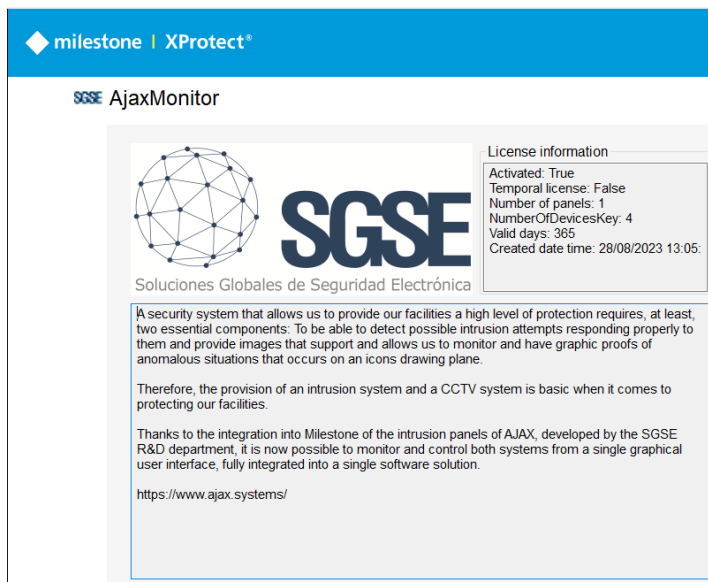 milestone | XProtect®
SGSE AjaxMonitor
SGSE
Soluciones Globales de Seguridad Electrónica
License information
Activated: True
Temporal license: False
Number of panels: 1
NumberOfDevicesKey: 4
Valid days: 365
Created date time: 28/08/2023 13:05:
A security system that allows us to provide our facilities a high level of protection requires, at least,
two essential components: To be able to detect possible intrusion attempts responding properly to
them and provide images that support and allows us to monitor and have graphic proofs of
anomalous situations that occurs on an icons drawing plane.
Therefore, the provision of an intrusion system and a CCTV system is basic when it comes to
protecting our facilities.
Thanks to the integration into Milestone of the intrusion panels of AJAX, developed by the SGSE
R&D department, it is now possible to monitor and control both systems from a single graphical
user interface, fully integrated into a single software solution.
https://www.ajax.systems/